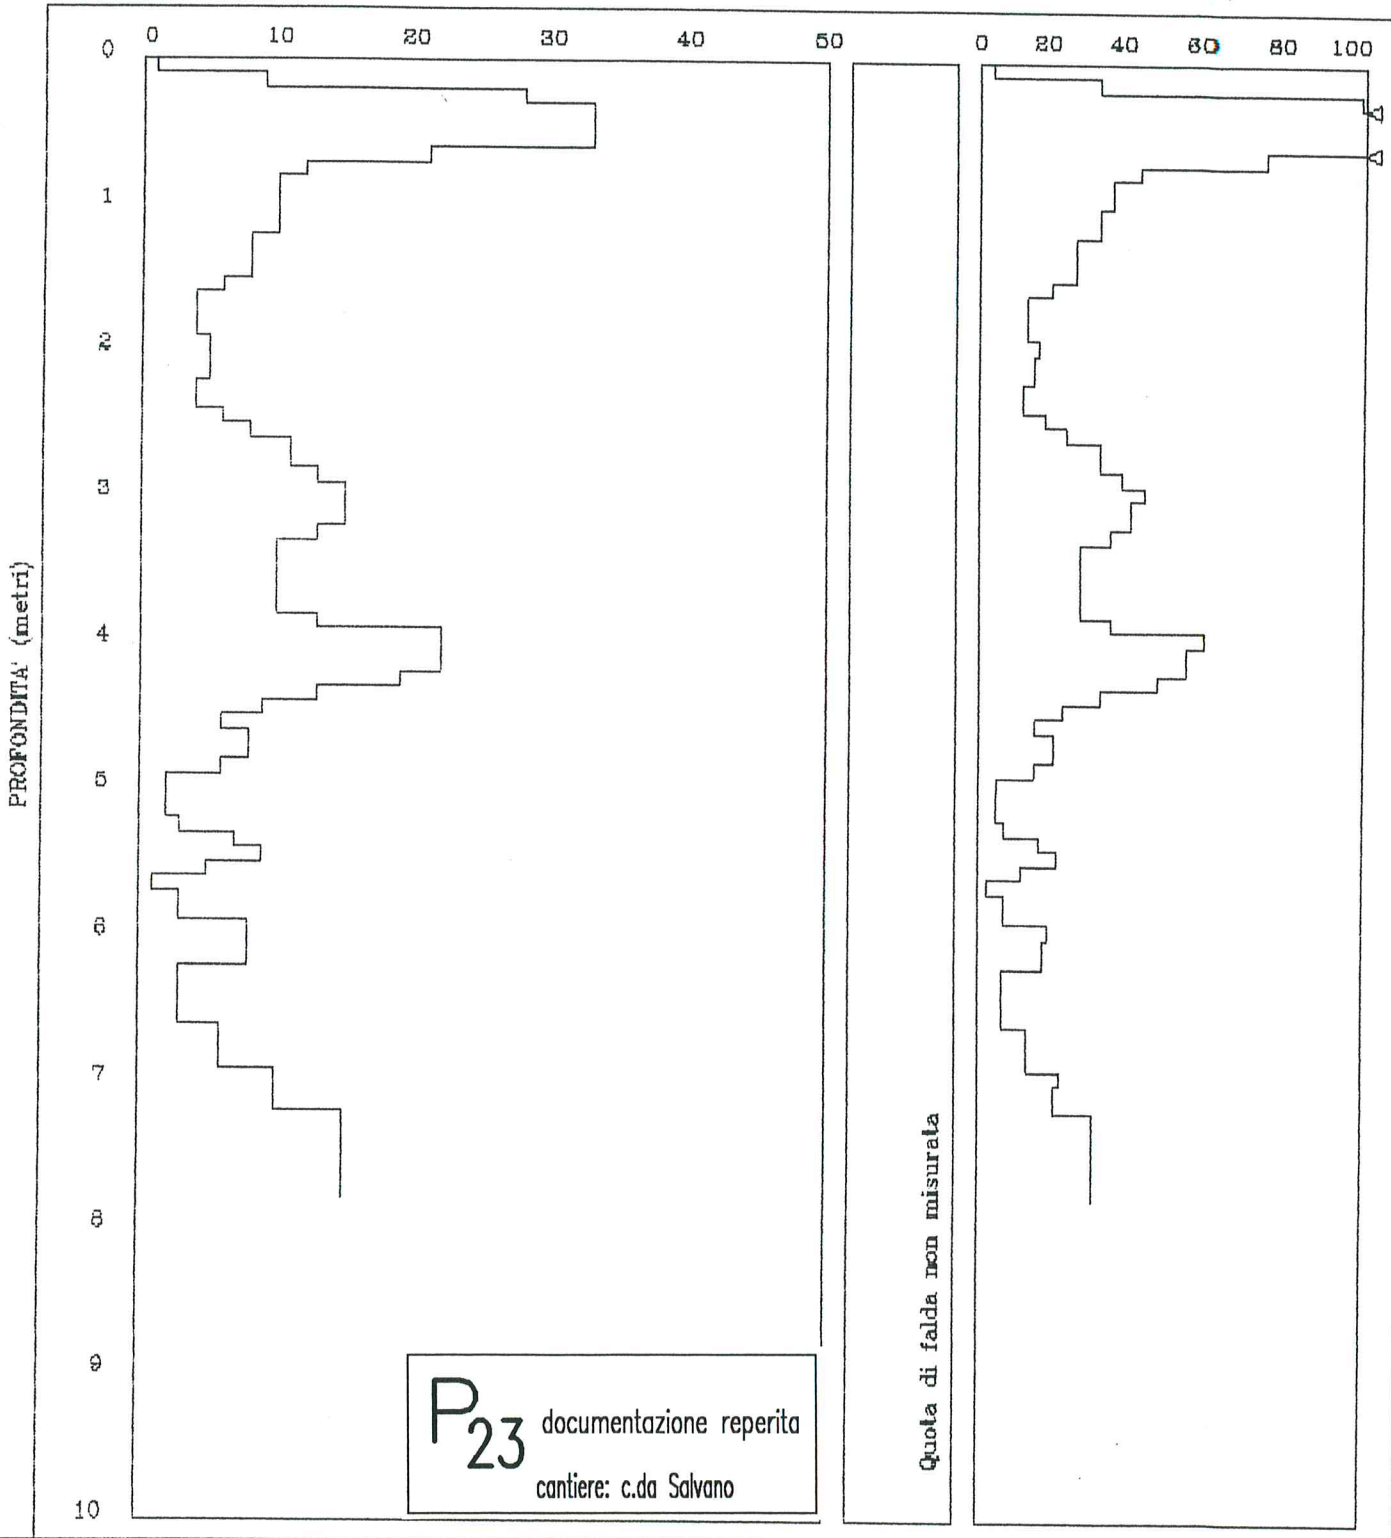 0 10 20 30 40 50
0 20 40 60 80 100
0
1
2
3
4
5
6
7
8
9
10
PROFONDITA' (metri)
Quota di falda non misurata
P23 documentazione reperita
cantiere: c.da Salvano